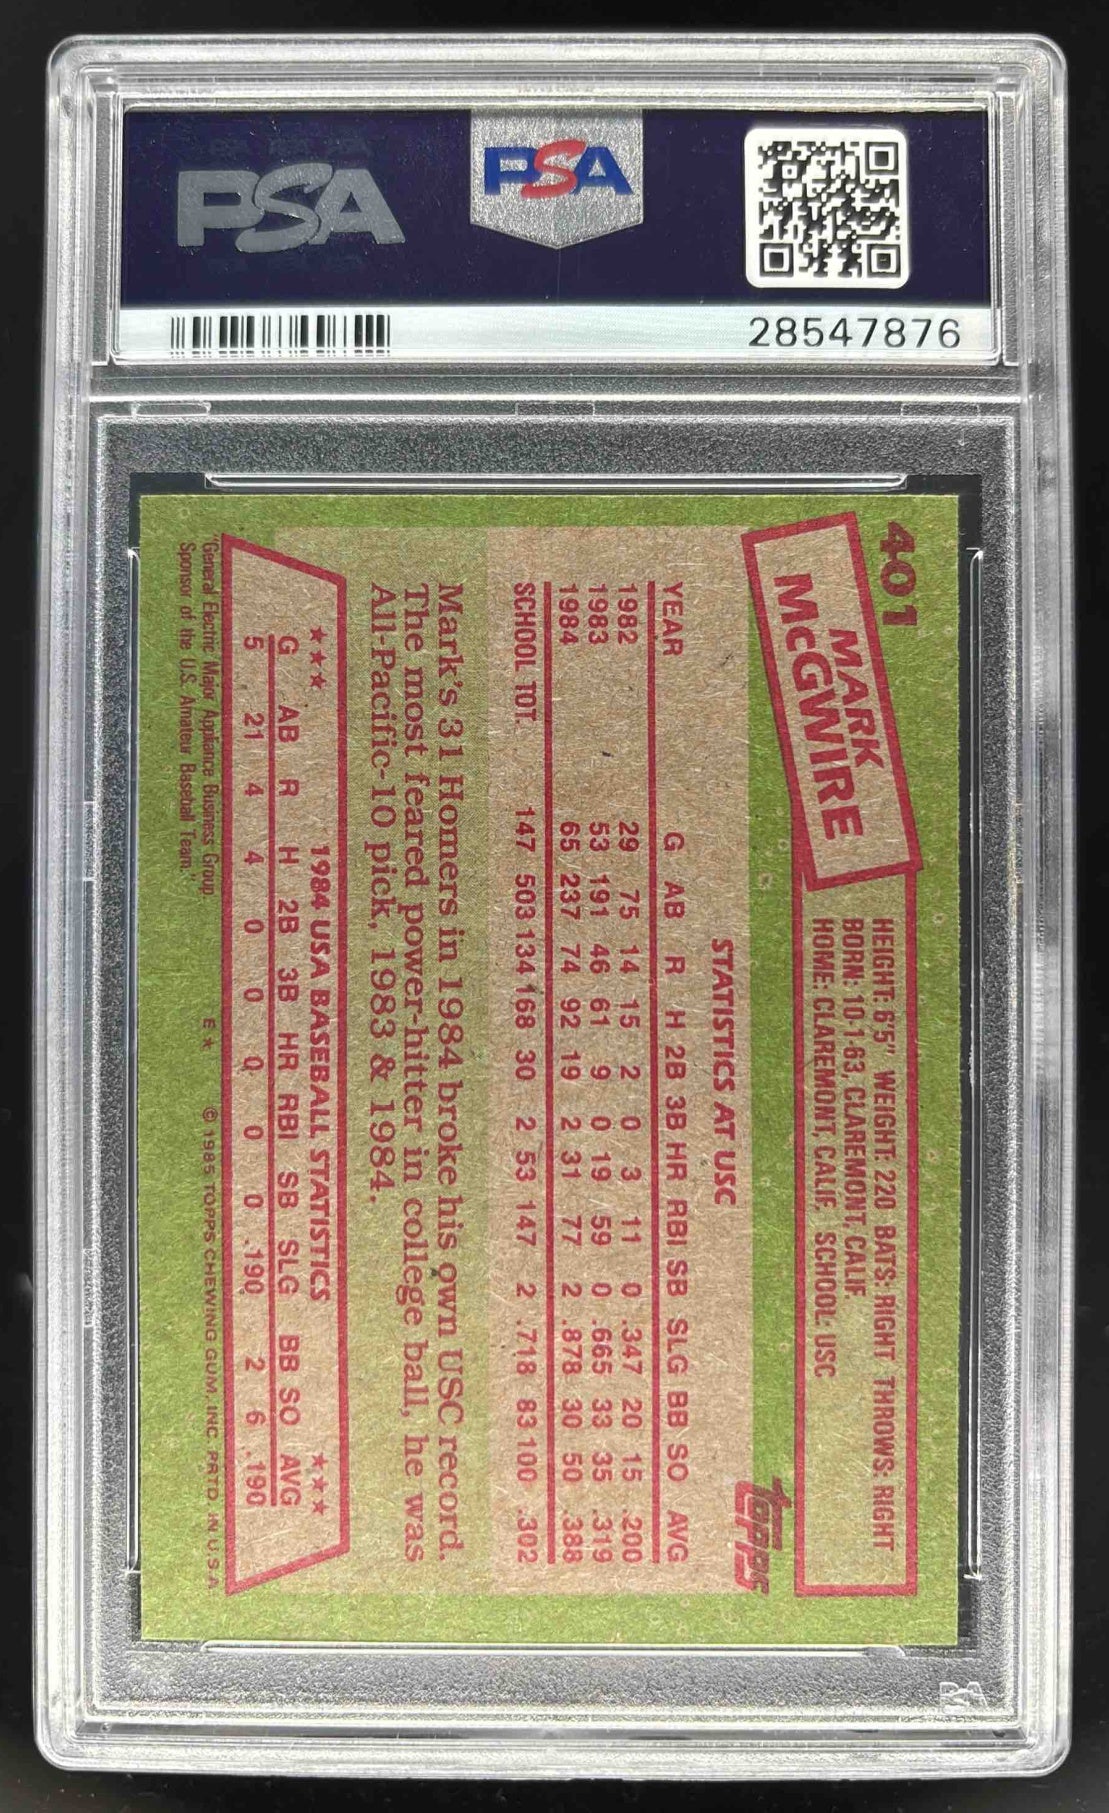 PSA
PSA
28547876
401
MARK
McGWIRE
HEIGHT: 6'5" WEIGHT: 220 BATS: RIGHT THROWS: RIGHT
BORN: 10-1-63, CLAREMONT, CALIF.
HOME: CLAREMONT, CALIF. SCHOOL: USC
topps
STATISTICS AT USC
YEAR G AB R H 2B 3B HR RBI SB SLG BB SO AVG
1982 29 75 14 15 2 0 3 11 0 .347 20 15 .200
1983 53 191 46 61 9 0 19 59 0 .665 33 35 .319
1984 65 237 74 92 19 2 31 77 2 .878 30 50 .388
SCHOOL TOT. 147 503 134 168 30 2 53 147 2 .718 83 100 .302
Mark's 31 Homers in 1984 broke his own USC record.
The most feared power-hitter in college ball, he was
All-Pacific-10 pick, 1983 & 1984.
★★★ 1984 USA BASEBALL STATISTICS ★★★
G AB R H 2B 3B HR RBI SB SLG BB SO AVG
5 21 4 4 0 0 0 0 0 .190 2 6 .190
"General Electric Major Appliance Business Group. E★ © 1985 TOPPS CHEWING GUM, INC. PRTD. IN U.S.A.
Sponsor of the U.S. Amateur Baseball Team."
PSA